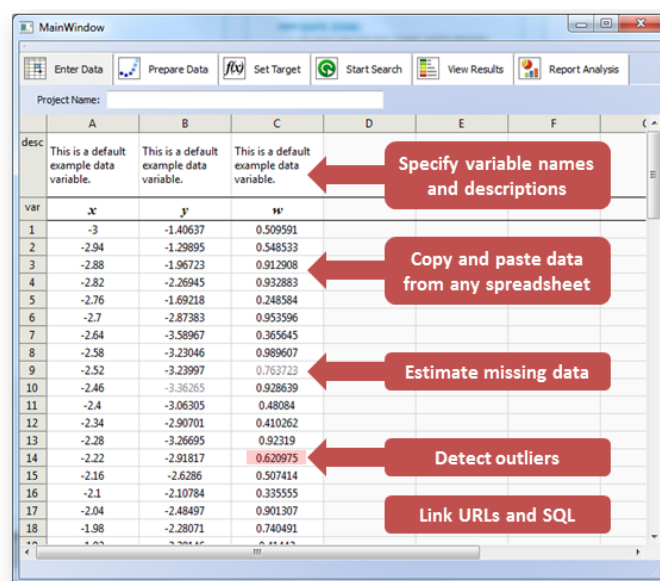 MainWindow
Enter Data Prepare Data f(x) Set Target Start Search View Results Report Analysis
Project Name:
A B C D E F
desc
This is a default This is a default This is a default
example data example data example data
variable. variable. variable.
Specify variable names
and descriptions
var x y w
1 -3 -1.40637 0.509591
2 -2.94 -1.29895 0.548533
3 -2.88 -1.96723 0.912908
4 -2.82 -2.26945 0.932883
Copy and paste data
from any spreadsheet
5 -2.76 -1.69218 0.248584
6 -2.7 -2.87383 0.953596
7 -2.64 -3.58967 0.365645
8 -2.58 -3.23046 0.989607
9 -2.52 -3.23997 0.763723
Estimate missing data
10 -2.46 -3.36265 0.928639
11 -2.4 -3.06305 0.48084
12 -2.34 -2.90701 0.410262
13 -2.28 -3.26695 0.92319
14 -2.22 -2.91817 0.620975
Detect outliers
15 -2.16 -2.6286 0.507414
16 -2.1 -2.10784 0.335555
17 -2.04 -2.48497 0.901307
Link URLs and SQL
18 -1.98 -2.28071 0.740491